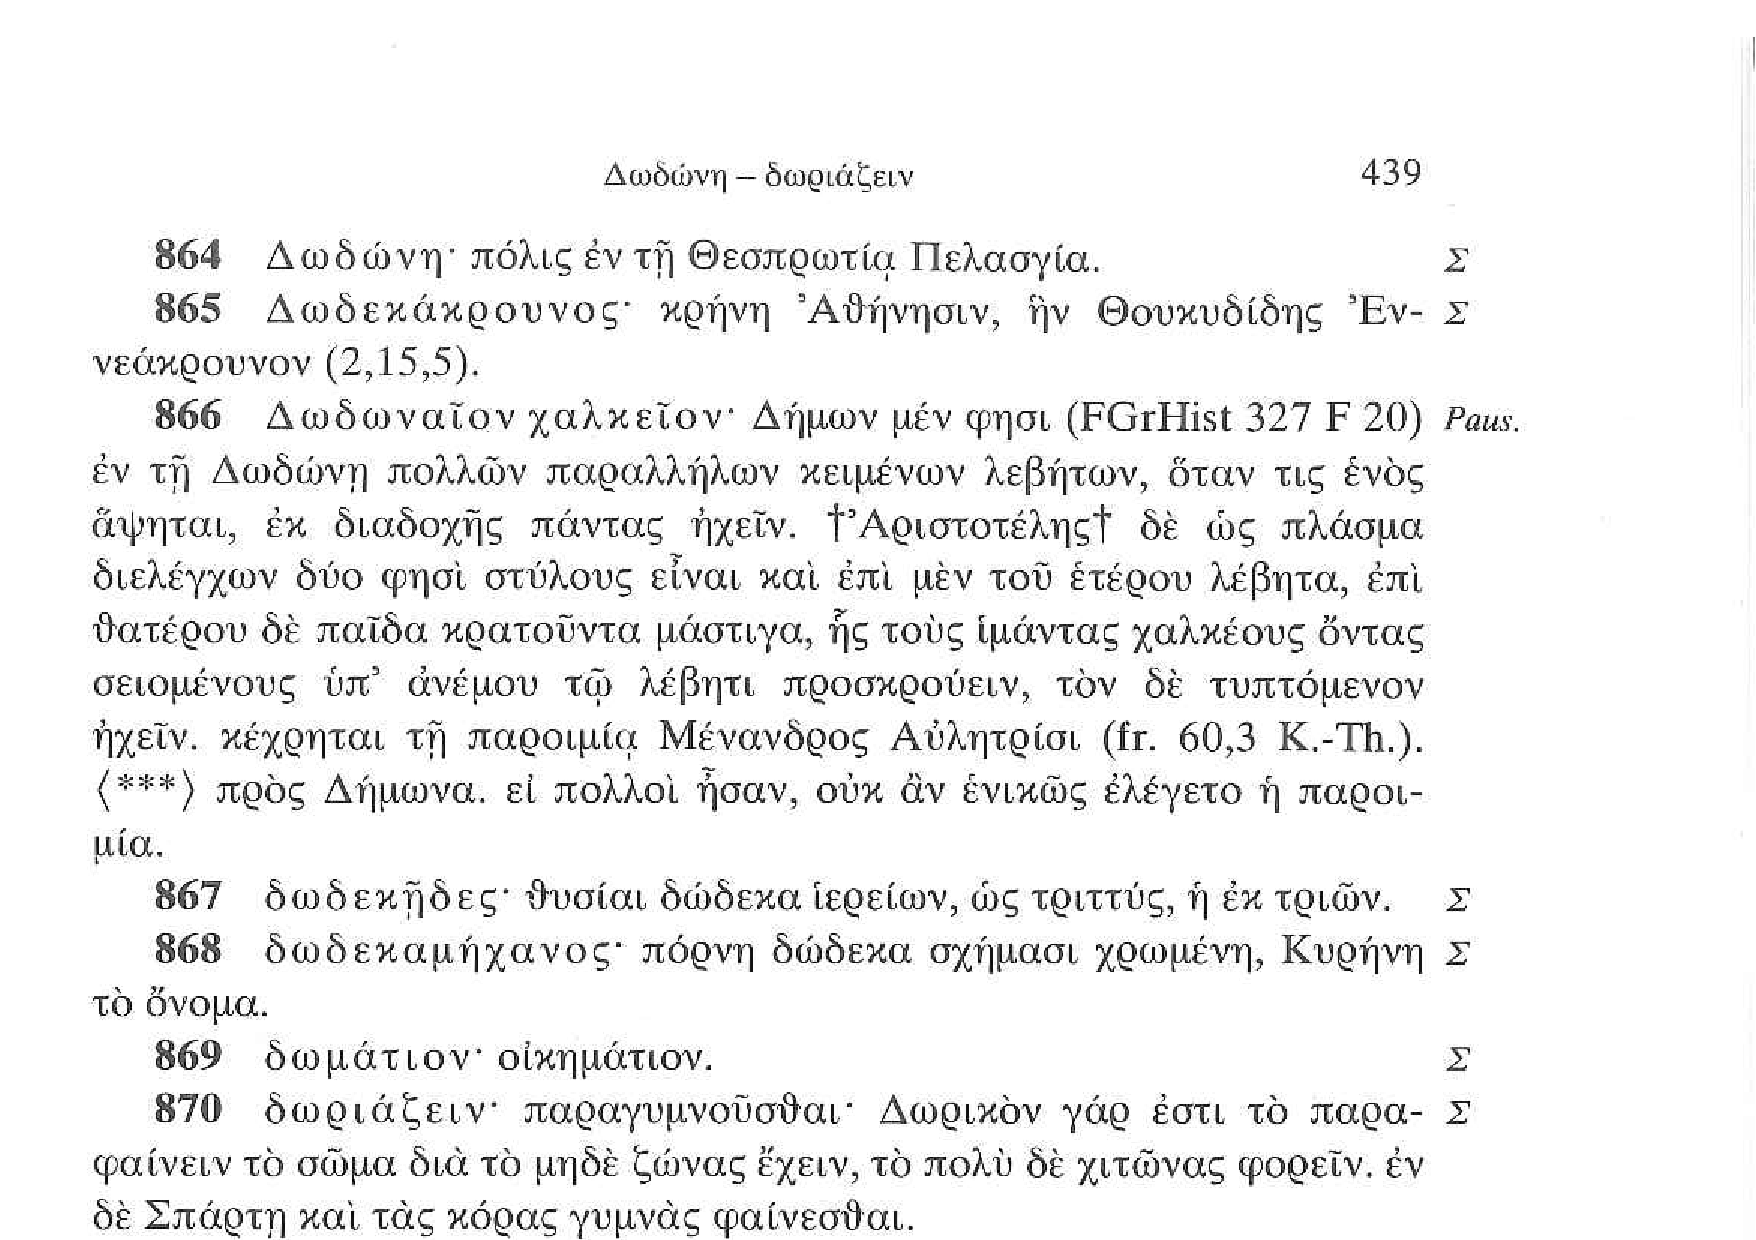 Δωδώνη – δωριάζειν 439
864 Δωδώνη· πόλις ἐν τῇ Θεσπρωτίᾳ Πελασγία. Σ
865 Δωδεκάκρουνος· κρήνη Ἀθήνησιν, ἣν Θουκυδίδης Ἐν- Σ
νεάκρουνον (2,15,5).
866 Δωδωναῖον χαλκεῖον· Δήμων μέν φησι (FGrHist 327 F 20) Paus.
ἐν τῇ Δωδώνῃ πολλῶν παραλλήλων κειμένων λεβήτων, ὅταν τις ἑνὸς
ἅψηται, ἐκ διαδοχῆς πάντας ἠχεῖν. †Ἀριστοτέλης† δὲ ὡς πλάσμα
διελέγχων δύο φησὶ στύλους εἶναι καὶ ἐπὶ μὲν τοῦ ἑτέρου λέβητα, ἐπὶ
θατέρου δὲ παῖδα κρατοῦντα μάστιγα, ἧς τοὺς ἱμάντας χαλκέους ὄντας
σειομένους ὑπ’ ἀνέμου τῷ λέβητι προσκρούειν, τὸν δὲ τυπτόμενον
ἠχεῖν. κέχρηται τῇ παροιμίᾳ Μένανδρος Αὐλητρίσι (fr. 60,3 K.-Th.).
⟨***⟩ πρὸς Δήμωνα. εἰ πολλοὶ ἦσαν, οὐκ ἂν ἑνικῶς ἐλέγετο ἡ παροι-
μία.
867 δωδεκῇδες· θυσίαι δώδεκα ἱερείων, ὡς τριττύς, ἡ ἐκ τριῶν. Σ
868 δωδεκαμήχανος· πόρνη δώδεκα σχήμασι χρωμένη, Κυρήνη Σ
τὸ ὄνομα.
869 δωμάτιον· οἰκημάτιον. Σ
870 δωριάζειν· παραγυμνοῦσθαι· Δωρικὸν γάρ ἐστι τὸ παρα- Σ
φαίνειν τὸ σῶμα διὰ τὸ μηδὲ ζώνας ἔχειν, τὸ πολὺ δὲ χιτῶνας φορεῖν. ἐν
δὲ Σπάρτῃ καὶ τὰς κόρας γυμνὰς φαίνεσθαι.